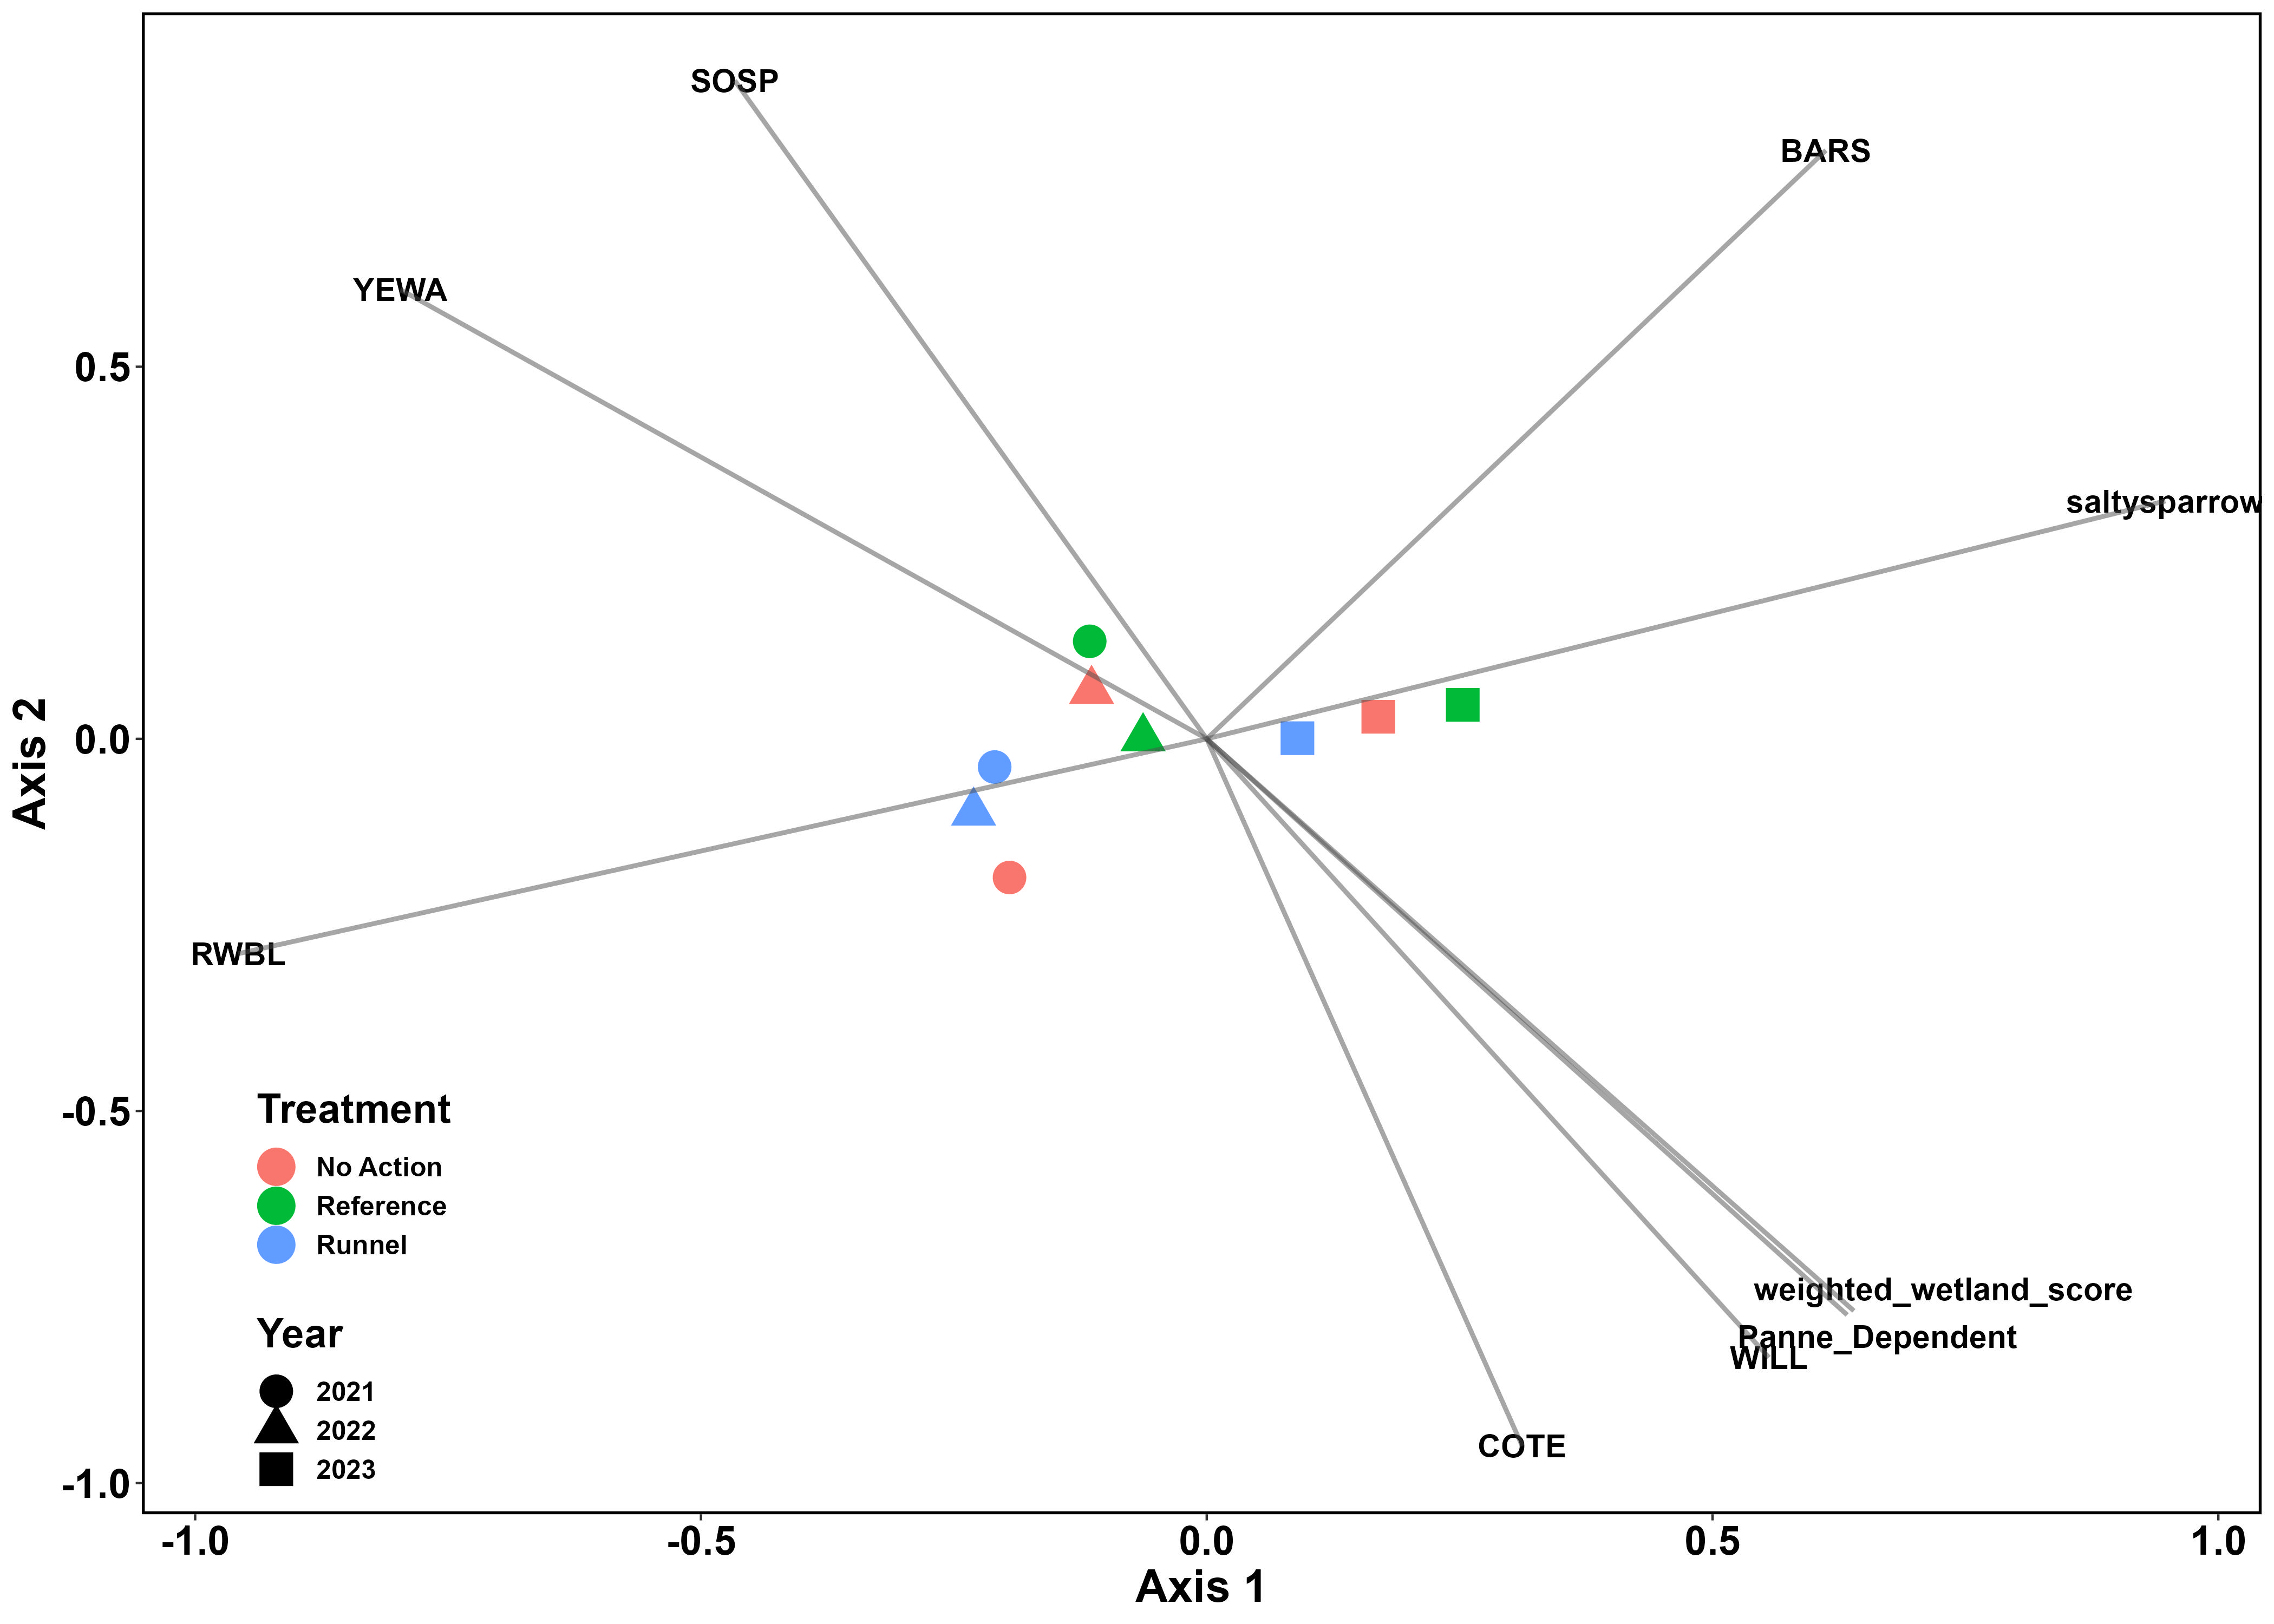 SOSP
BARS
YEWA
saltysparrow
RWBL
weighted_wetland_score
Panne_Dependent
WILL
COTE
0.5
0.0
-0.5
-1.0
Axis 2
Treatment
No Action
Reference
Runnel
Year
2021
2022
2023
-1.0 -0.5 0.0 0.5 1.0
Axis 1